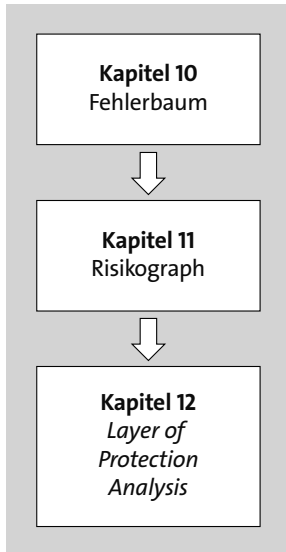 Kapitel 10
Fehlerbaum
Kapitel 11
Risikograph
Kapitel 12
Layer of
Protection
Analysis